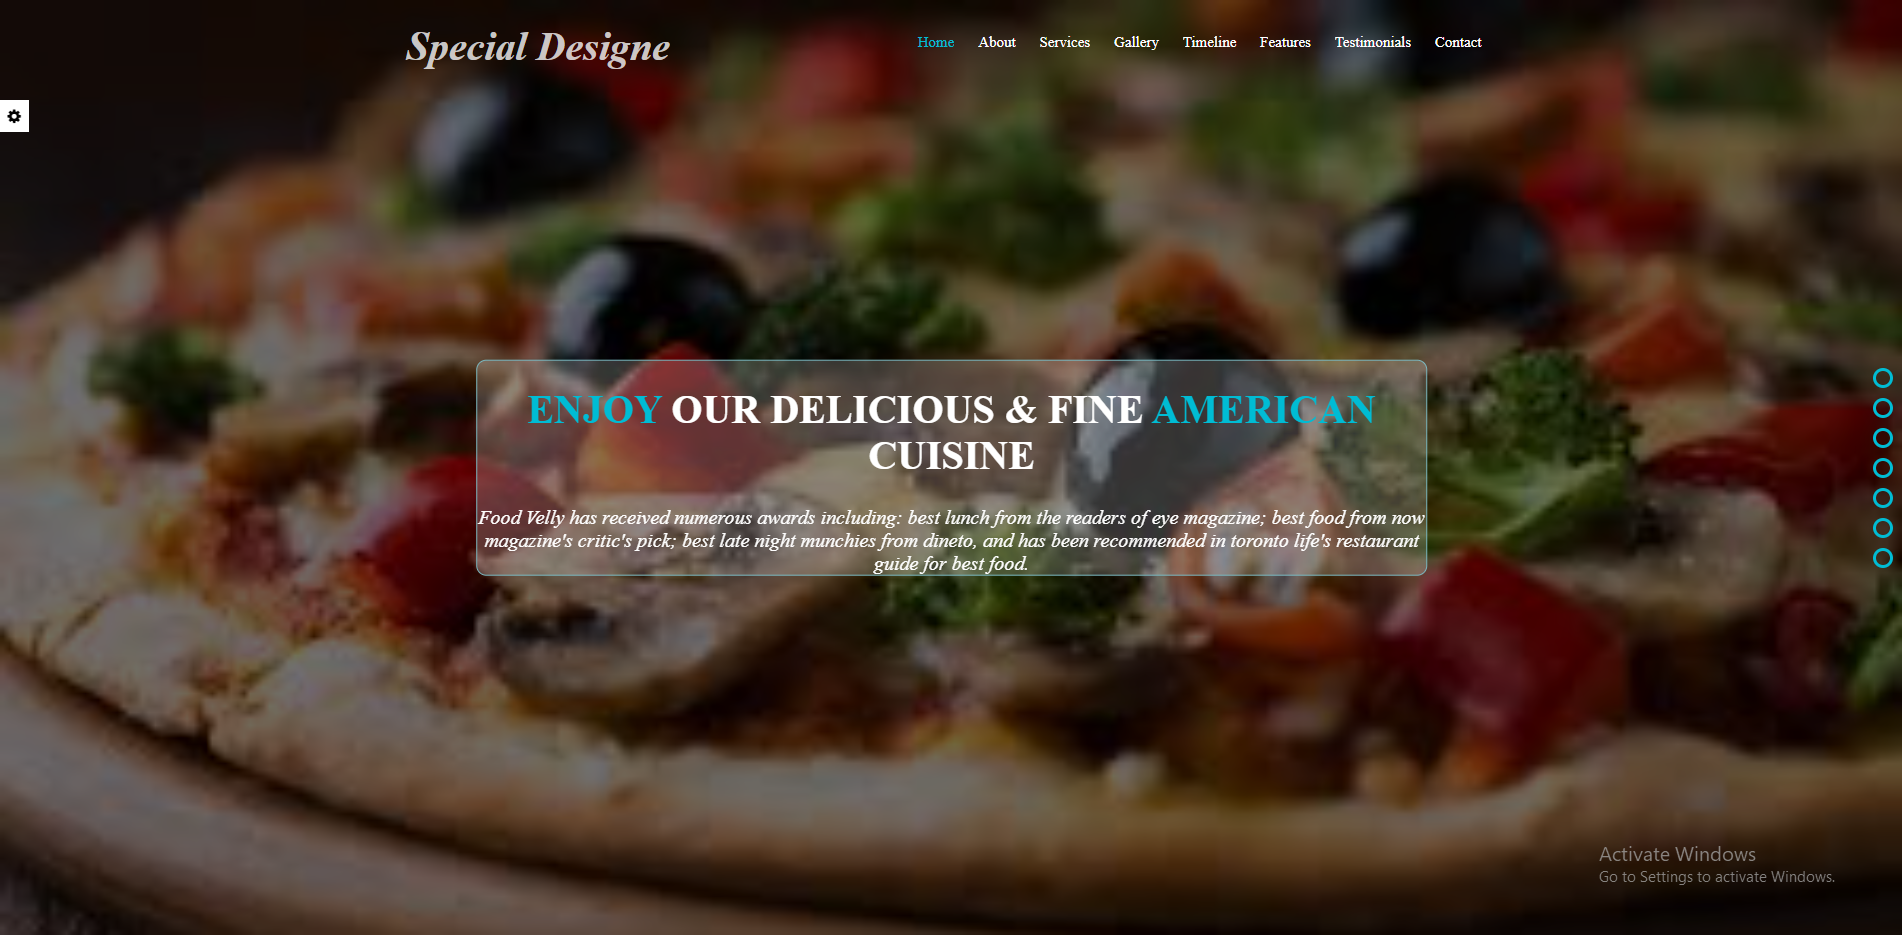 Special Designe
Home About Services Gallery Timeline Features Testimonials Contact
ENJOY OUR DELICIOUS & FINE AMERICAN
CUISINE
Food Velly has received numerous awards including: best lunch from the readers of eye magazine; best food from now
magazine's critic's pick; best late night munchies from dineto, and has been recommended in toronto life's restaurant
guide for best food.
Activate Windows
Go to Settings to activate Windows.